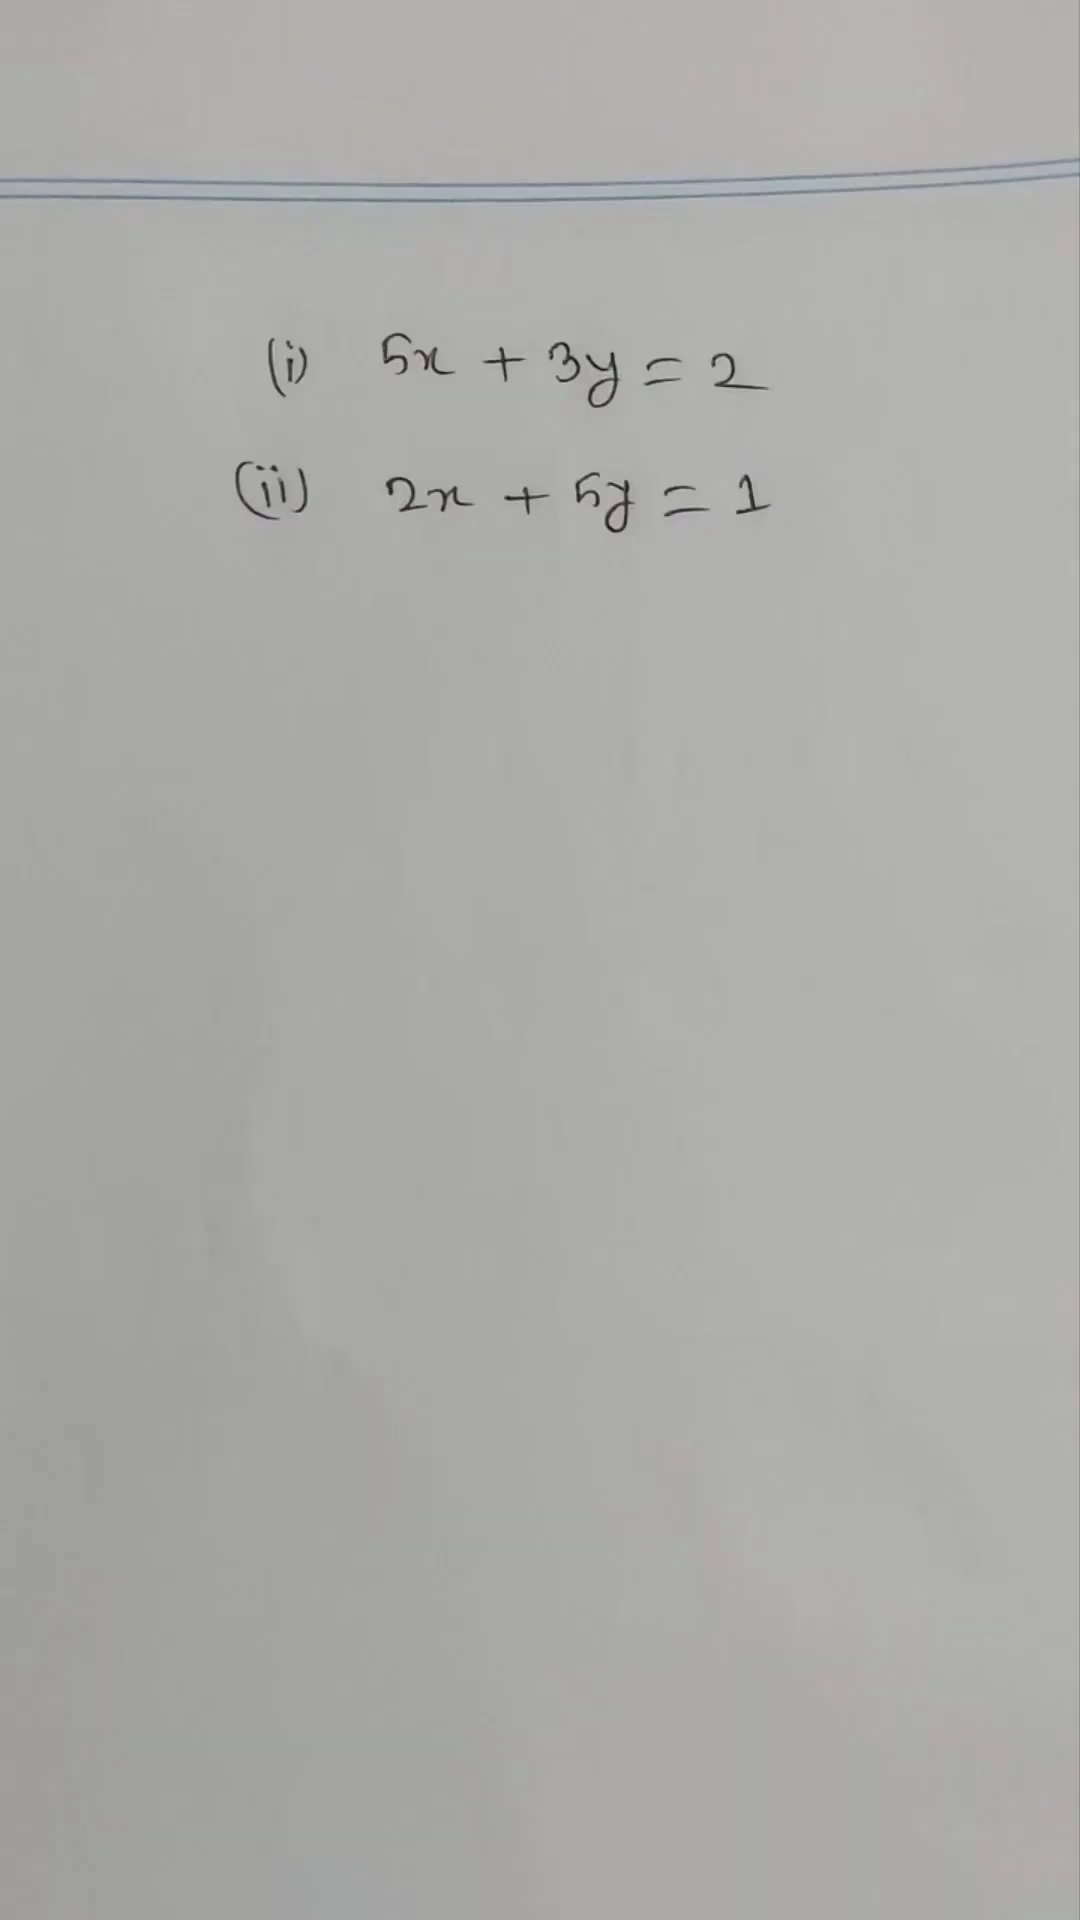 (i) 5x + 3y = 2
(ii) 2x + 5y = 1